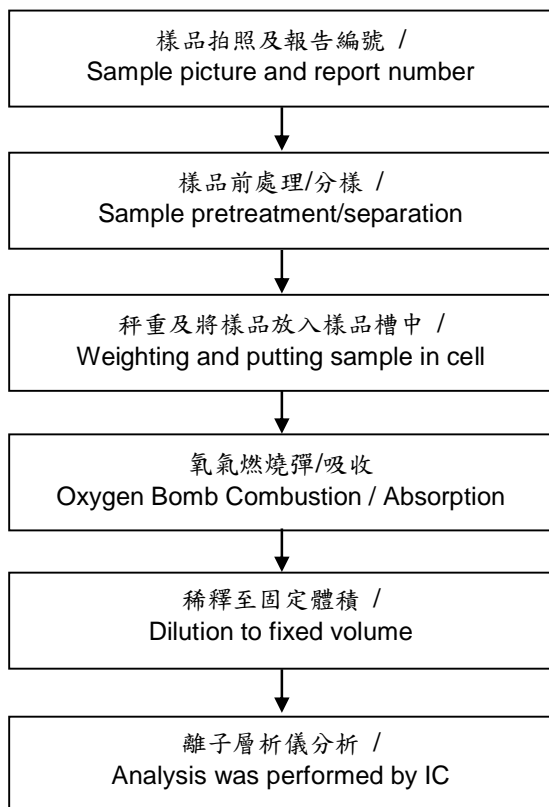 樣品拍照及報告編號 /
Sample picture and report number
樣品前處理/分樣 /
Sample pretreatment/separation
秤重及將樣品放入樣品槽中 /
Weighting and putting sample in cell
氧氣燃燒彈/吸收
Oxygen Bomb Combustion / Absorption
稀釋至固定體積 /
Dilution to fixed volume
離子層析儀分析 /
Analysis was performed by IC